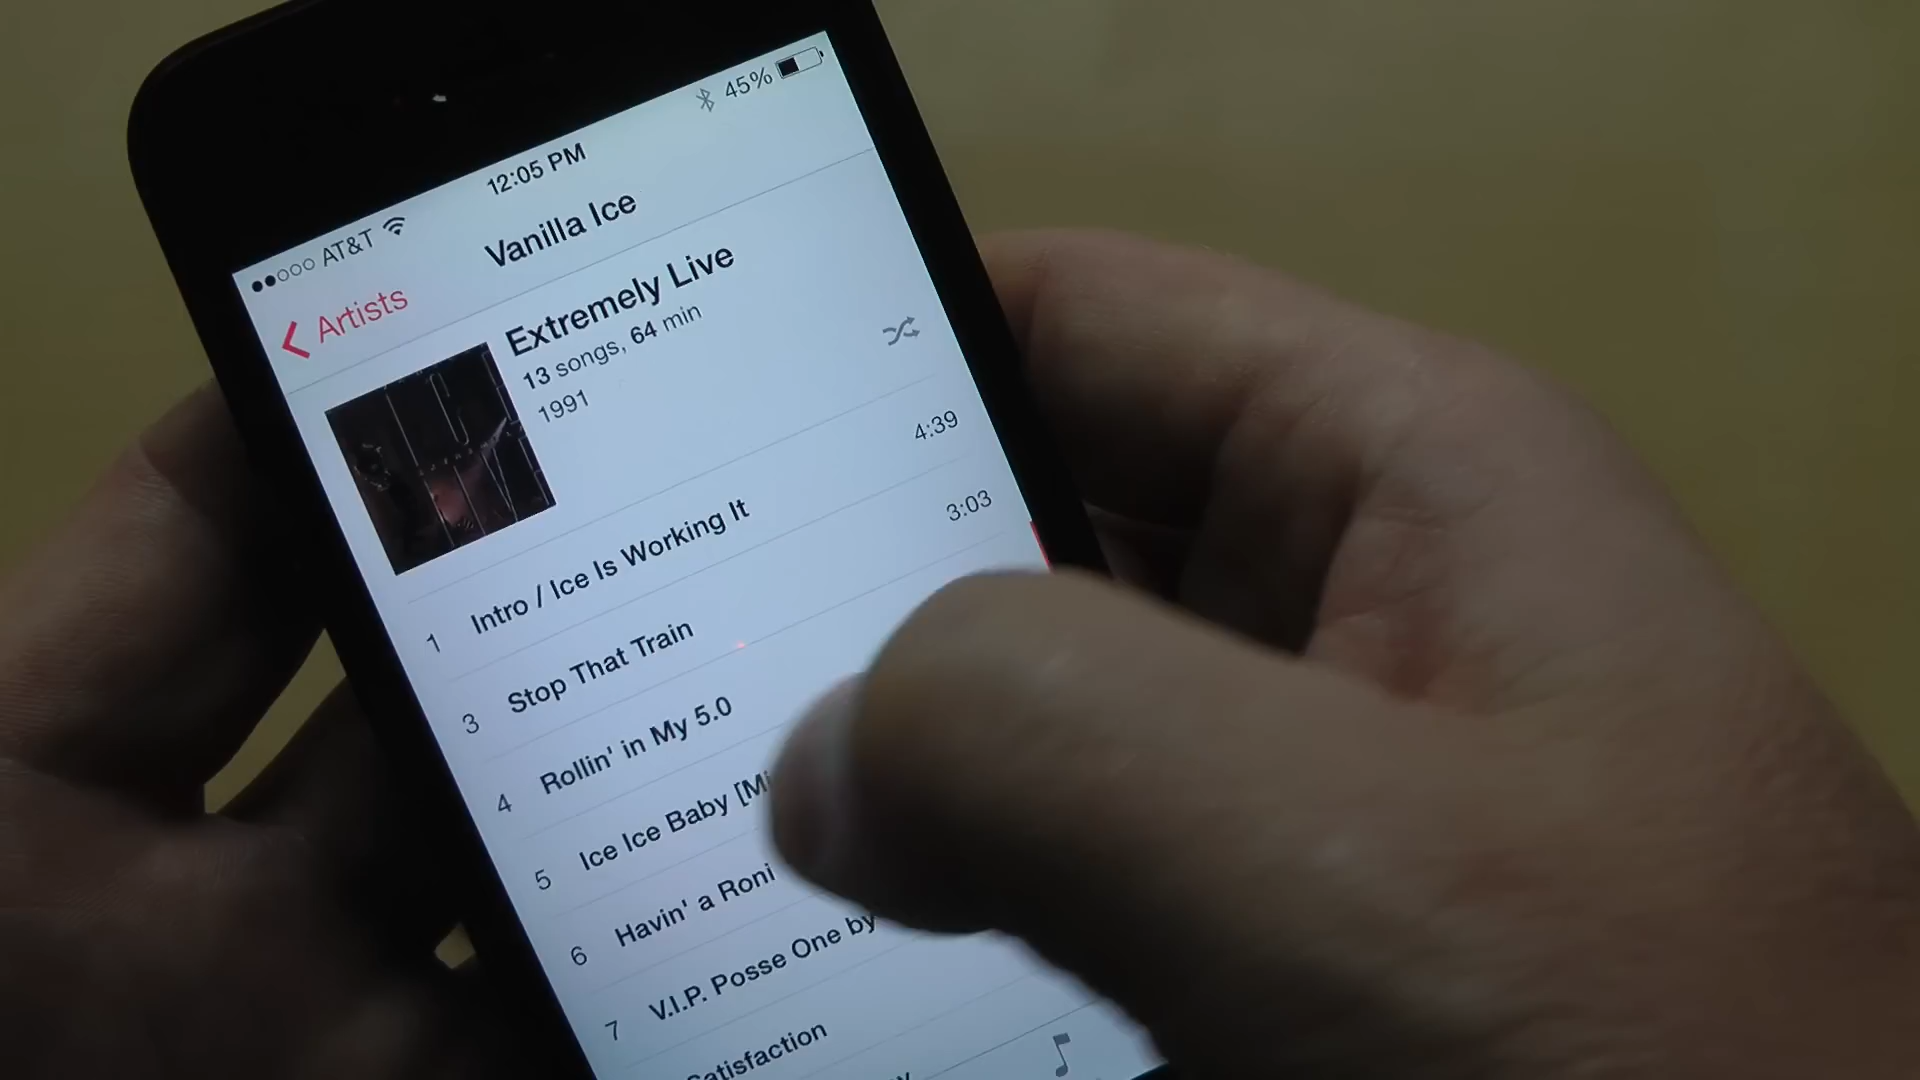 AT&T 12:05 PM 45%
Artists Vanilla Ice
Extremely Live
13 songs, 64 min
1991
1 Intro / Ice Is Working It 4:39
3 Stop That Train 3:03
4 Rollin' in My 5.0
5 Ice Ice Baby [Mi
6 Havin' a Roni
7 V.I.P. Posse One by
Satisfaction